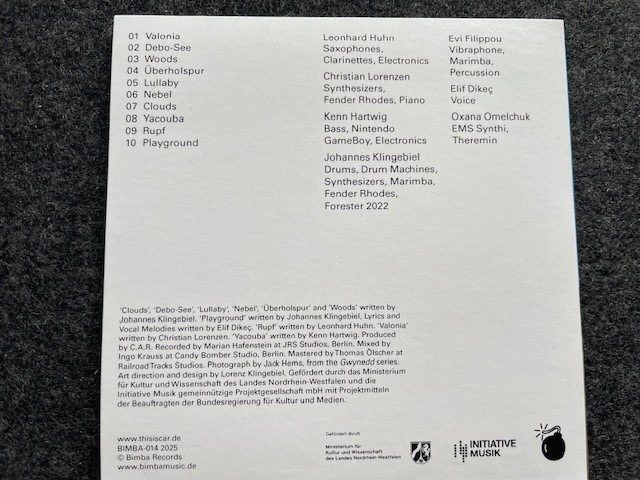 01 Valonia
02 Debo-See
03 Woods
04 Überholspur
05 Lullaby
06 Nebel
07 Clouds
08 Yacouba
09 Rupf
10 Playground
Leonhard Huhn
Saxophones,
Clarinettes, Electronics
Christian Lorenzen
Synthesizers,
Fender Rhodes, Piano
Kenn Hartwig
Bass, Nintendo
GameBoy, Electronics
Johannes Klingebiel
Drums, Drum Machines,
Synthesizers, Marimba,
Fender Rhodes,
Forester 2022
Evi Filippou
Vibraphone,
Marimba,
Percussion
Elif Dikeç
Voice
Oxana Omelchuk
EMS Synthi,
Theremin
'Clouds', 'Debo-See', 'Lullaby', 'Nebel', 'Überholspur' and 'Woods' written by
Johannes Klingebiel. 'Playground' written by Johannes Klingebiel, Lyrics and
Vocal Melodies written by Elif Dikeç. 'Rupf' written by Leonhard Huhn. 'Valonia'
written by Christian Lorenzen. 'Yacouba' written by Kenn Hartwig. Produced
by C.A.R. Recorded by Marian Hafenstein at JRS Studios, Berlin. Mixed by
Ingo Krauss at Candy Bomber Studio, Berlin. Mastered by Thomas Ölscher at
RailroadTracks Studios. Photograph by Jack Hems, from the Gwynedd series.
Art direction and design by Lorenz Klingebiel. Gefördert durch das Ministerium
für Kultur und Wissenschaft des Landes Nordrhein-Westfalen und die
Initiative Musik gemeinnützige Projektgesellschaft mbH mit Projektmitteln
der Beauftragten der Bundesregierung für Kultur und Medien.
www.thisiscar.de
BIMBA-014 2025
© Bimba Records
www.bimbamusic.de
Gefördert durch
Ministerium für
Kultur und Wissenschaft
des Landes Nordrhein-Westfalen
INITIATIVE
MUSIK